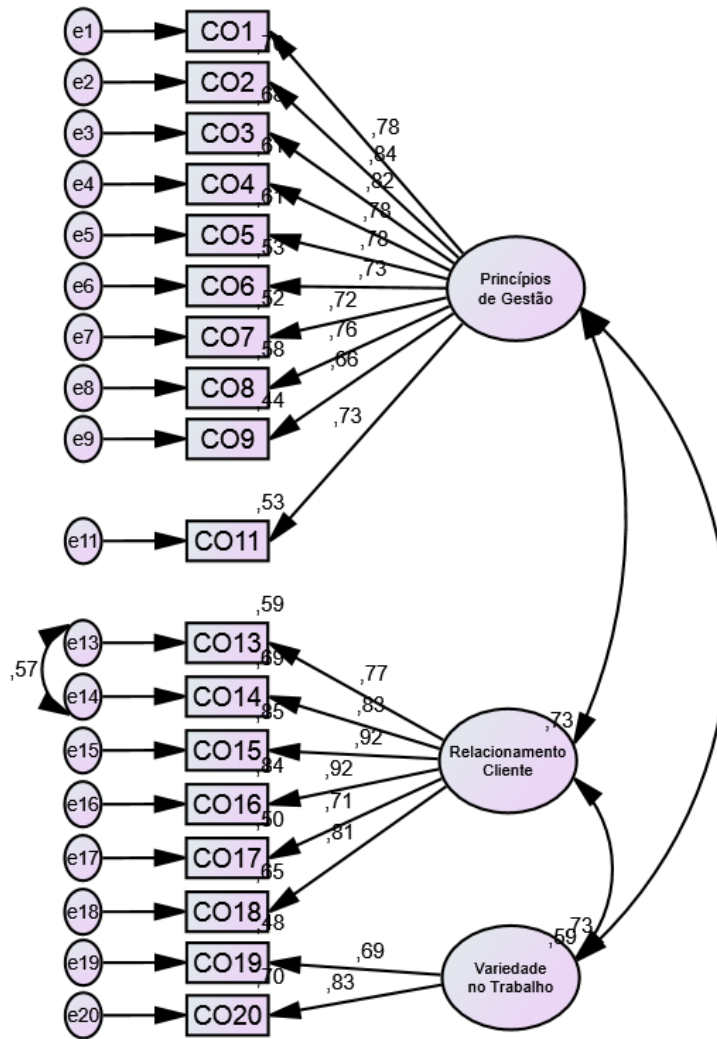 e1 CO1
e2 CO2
,68
e3 CO3
,61
e4 CO4
,61
e5 CO5
,53
e6 CO6
,52
e7 CO7
,58
e8 CO8
,44
e9 CO9
,53
e11 CO11
,78
,84
,82
,78
,78
,73
,72
,76
,66
,73
Princípios
de Gestão
,59
e13 CO13
,69
,57
e14 CO14
,85
e15 CO15
,84
e16 CO16
,50
e17 CO17
,65
e18 CO18
,48
e19 CO19
,70
e20 CO20
,77
,83
,92
,92
,71
,81
,73
Relacionamento
Cliente
,69
,83
,73
,59
Variedade
no Trabalho